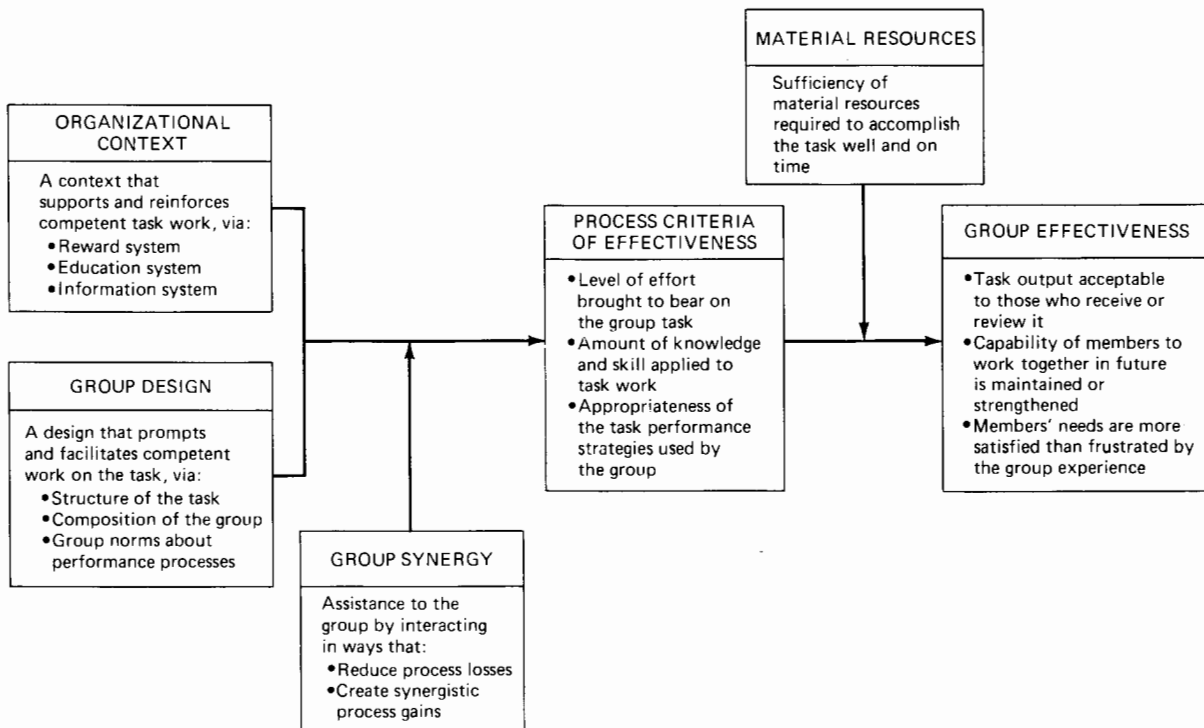 ORGANIZATIONAL
CONTEXT
A context that
supports and reinforces
competent task work, via:
•Reward system
•Education system
•Information system
GROUP DESIGN
A design that prompts
and facilitates competent
work on the task, via:
•Structure of the task
•Composition of the group
•Group norms about
performance processes
GROUP SYNERGY
Assistance to the
group by interacting
in ways that:
•Reduce process losses
•Create synergistic
process gains
PROCESS CRITERIA
OF EFFECTIVENESS
•Level of effort
brought to bear on
the group task
•Amount of knowledge
and skill applied to
task work
•Appropriateness of
the task performance
strategies used by
the group
MATERIAL RESOURCES
Sufficiency of
material resources
required to accomplish
the task well and on
time
GROUP EFFECTIVENESS
•Task output acceptable
to those who receive or
review it
•Capability of members to
work together in future
is maintained or
strengthened
•Members' needs are more
satisfied than frustrated by
the group experience